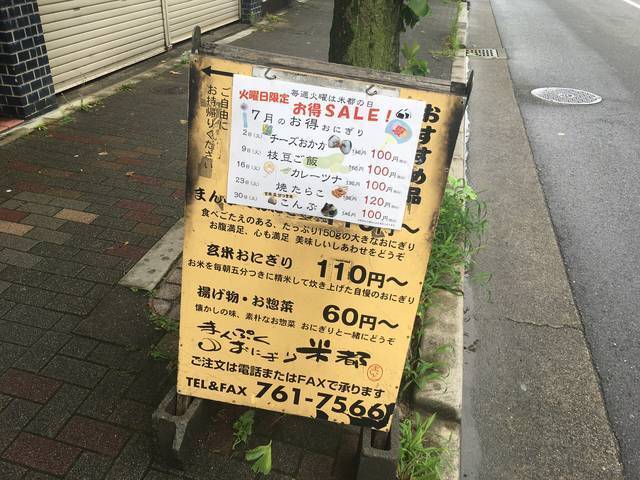 ご自由に
お持帰りください
おすすめ品
毎週火曜は米都の日
火曜日限定 お得SALE!
7月のお得おにぎり
2日(火) チーズおかか 100円
9日(火) 枝豆ご飯 100円
16日(火) カレーツナ 100円
23日(火) 焼たらこ 120円
30日(火) こんぶ 100円
まん
食べごたえのある、たっぷり150gの大きなおにぎり
お腹満足、心も満足 美味しいしあわせをどうぞ
玄米おにぎり 110円〜
お米を毎朝五分つきに精米して炊き上げた自慢のおにぎり
揚げ物・お惣菜 60円〜
懐かしの味、素朴なお惣菜 おにぎりと一緒にどうぞ
まんぷく
おにぎり 米都
ご注文は電話またはFAXで承ります
TEL&FAX 761-7566